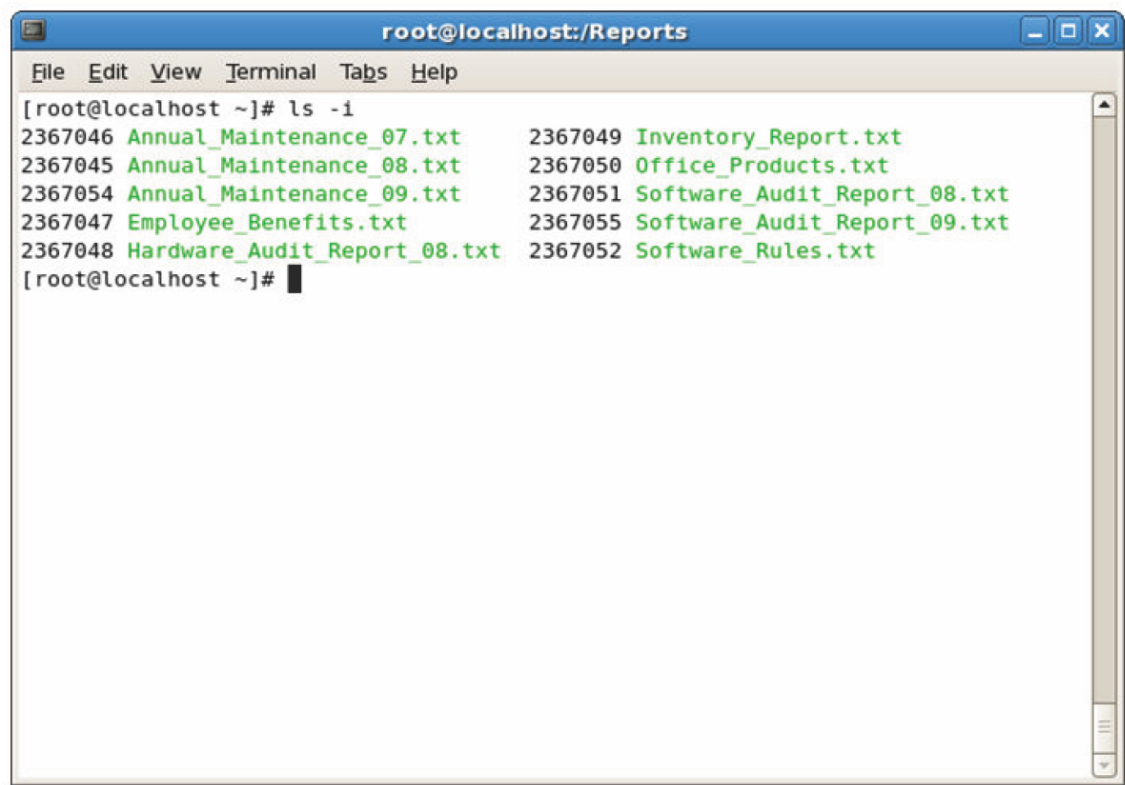 root@localhost:/Reports
File Edit View Terminal Tabs Help
[root@localhost ~]# ls -i
2367046 Annual_Maintenance_07.txt 2367049 Inventory_Report.txt
2367045 Annual_Maintenance_08.txt 2367050 Office_Products.txt
2367054 Annual_Maintenance_09.txt 2367051 Software_Audit_Report_08.txt
2367047 Employee_Benefits.txt 2367055 Software_Audit_Report_09.txt
2367048 Hardware_Audit_Report_08.txt 2367052 Software_Rules.txt
[root@localhost ~]#